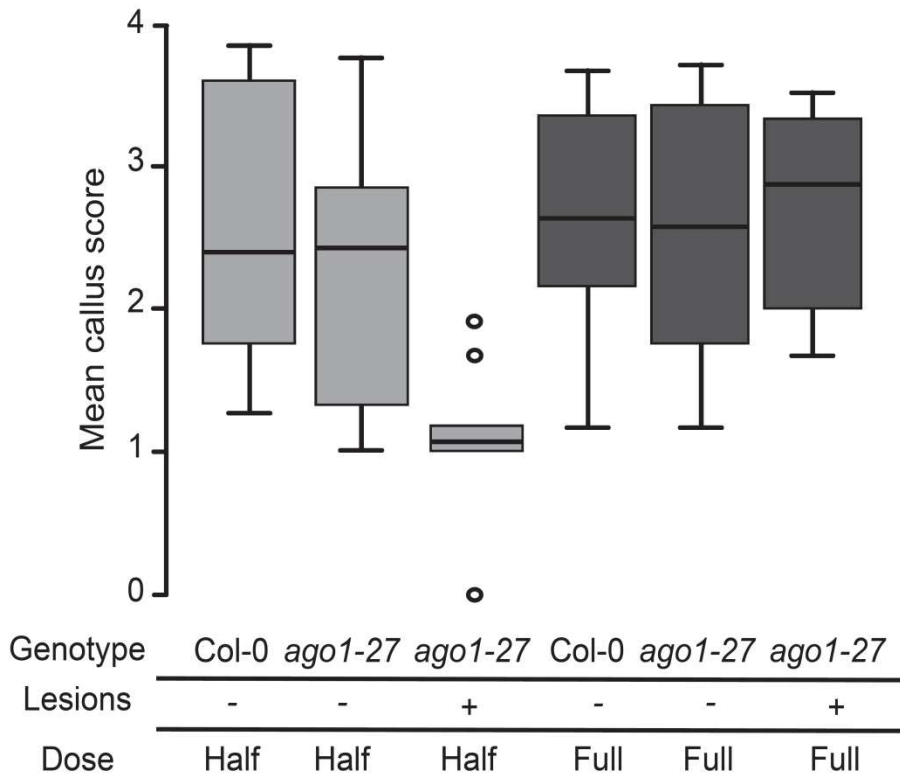 4
3
2
1
0
Mean callus score
Genotype Col-0 ago1-27 ago1-27 Col-0 ago1-27 ago1-27
Lesions - - + - - +
Dose Half Half Half Full Full Full